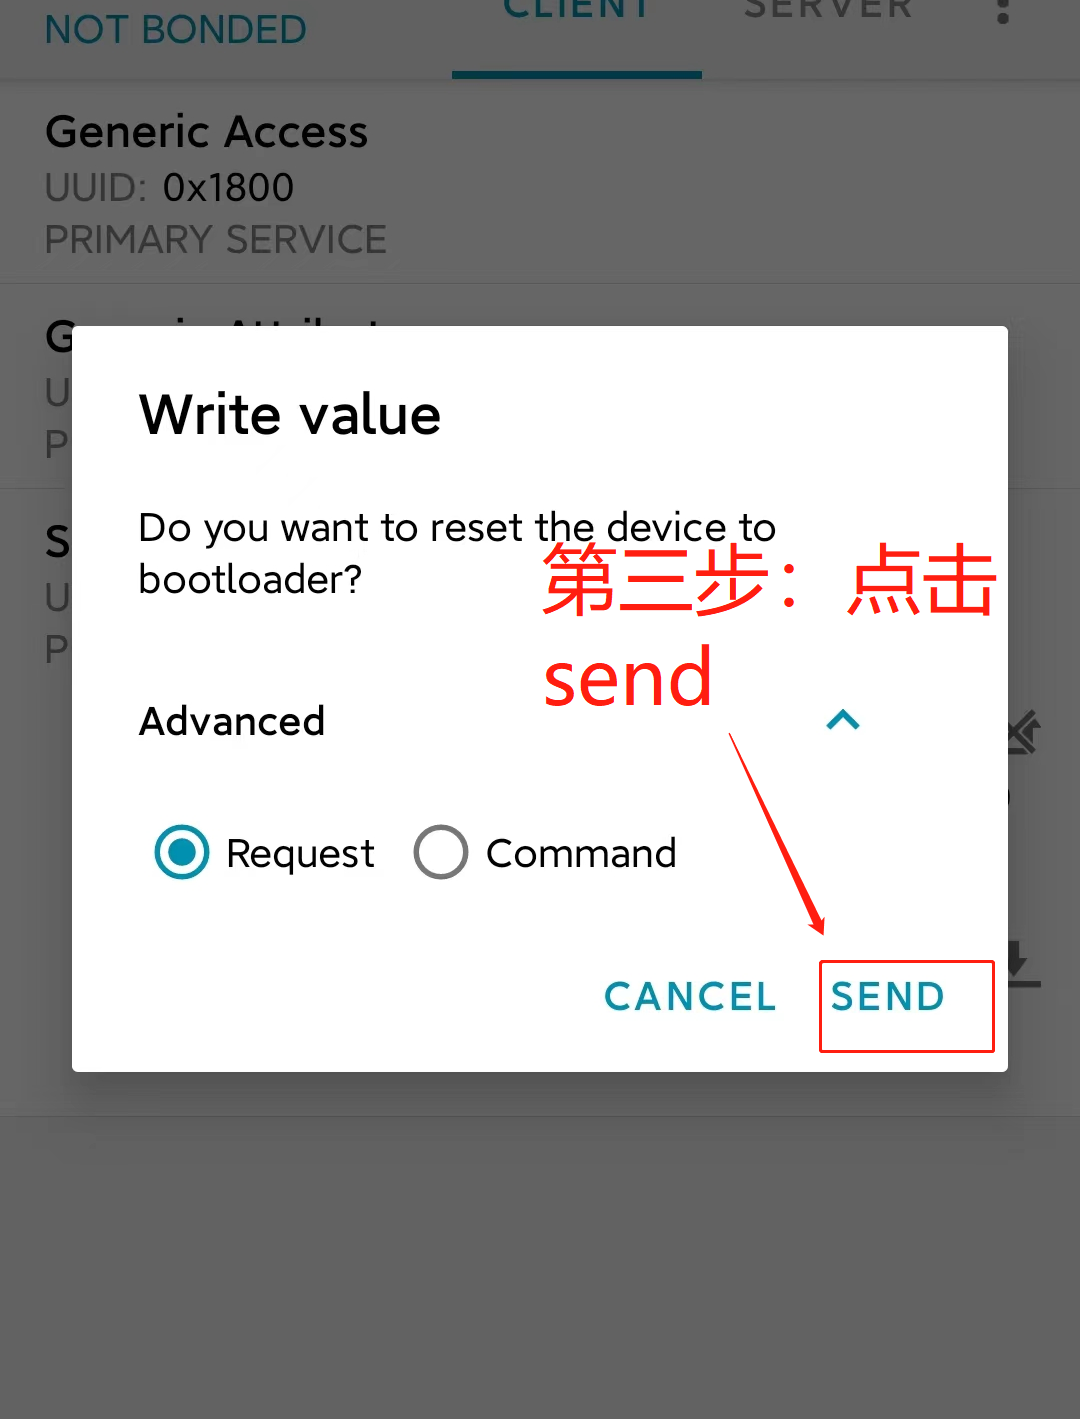 NOT BONDED
CLIENT
SERVER
Generic Access
UUID: 0x1800
PRIMARY SERVICE
Write value
Do you want to reset the device to
bootloader?
第三步：点击
send
Advanced
Request
Command
CANCEL
SEND